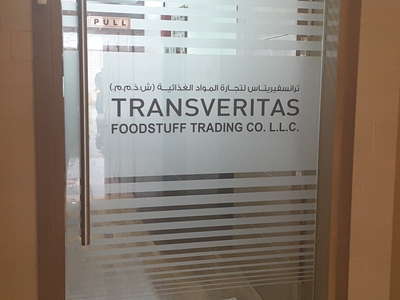 PULL
ترانسفيريتاس لتجارة المواد الغذائية (ش.ذ.م.م.)
TRANSVERITAS
FOODSTUFF TRADING CO. L.L.C.